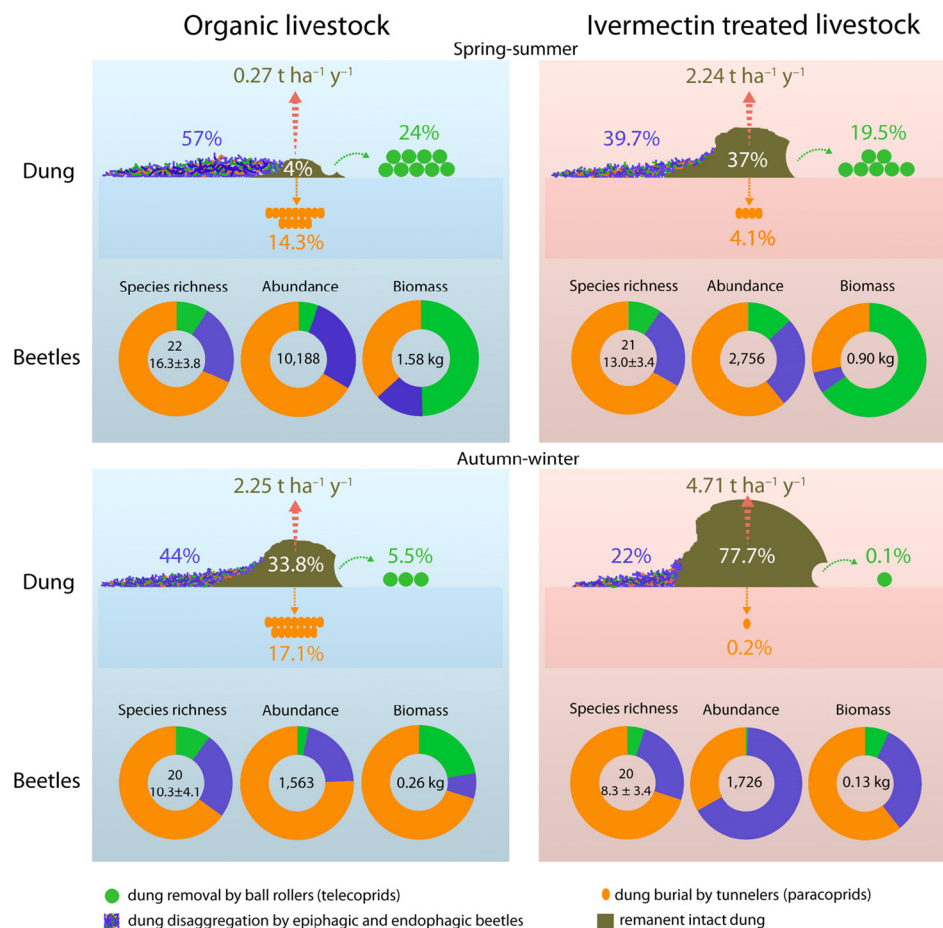 Organic livestock
Ivermectin treated livestock
Spring-summer
0.27 t ha⁻¹ y⁻¹
2.24 t ha⁻¹ y⁻¹
57%
24%
39.7%
19.5%
Dung
4%
37%
14.3%
4.1%
Species richness
Abundance
Biomass
Species richness
Abundance
Biomass
Beetles
22
16.3±3.8
10,188
1.58 kg
21
13.0±3.4
2,756
0.90 kg
Autumn-winter
2.25 t ha⁻¹ y⁻¹
4.71 t ha⁻¹ y⁻¹
44%
5.5%
22%
0.1%
Dung
33.8%
77.7%
17.1%
0.2%
Species richness
Abundance
Biomass
Species richness
Abundance
Biomass
Beetles
20
10.3±4.1
1,563
0.26 kg
20
8.3 ± 3.4
1,726
0.13 kg
dung removal by ball rollers (telecoprids)
dung burial by tunnelers (paracoprids)
dung disaggregation by epiphagic and endophagic beetles
remanent intact dung